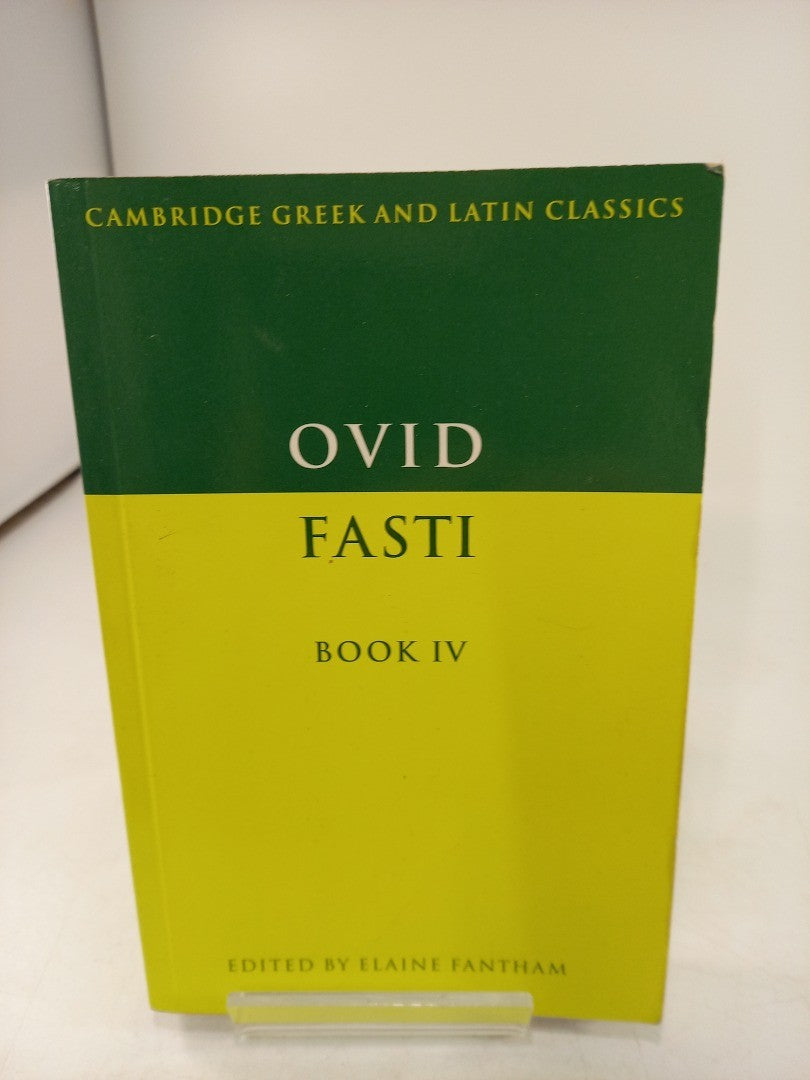 CAMBRIDGE GREEK AND LATIN CLASSICS
OVID
FASTI
BOOK IV
EDITED BY ELAINE FANTHAM